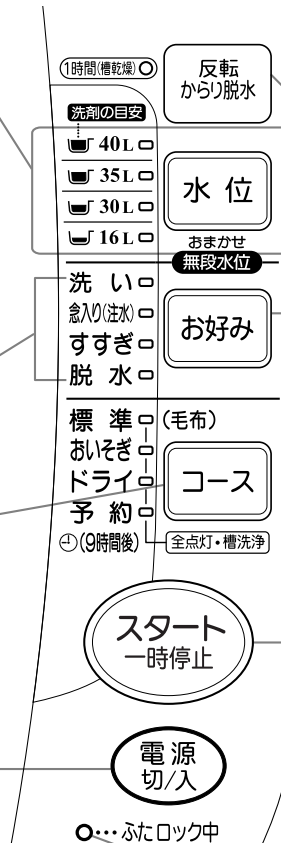 1時間(槽乾燥)
反転
からり脱水
洗剤の目安
40L
35L
30L
16L
水位
おまかせ
無段水位
洗い
念入り(注水)
すすぎ
脱水
お好み
標準(毛布)
おいそぎ
ドライ
予約
(9時間後)
コース
全点灯・槽洗浄
スタート
一時停止
電源
切/入
…ふたロック中